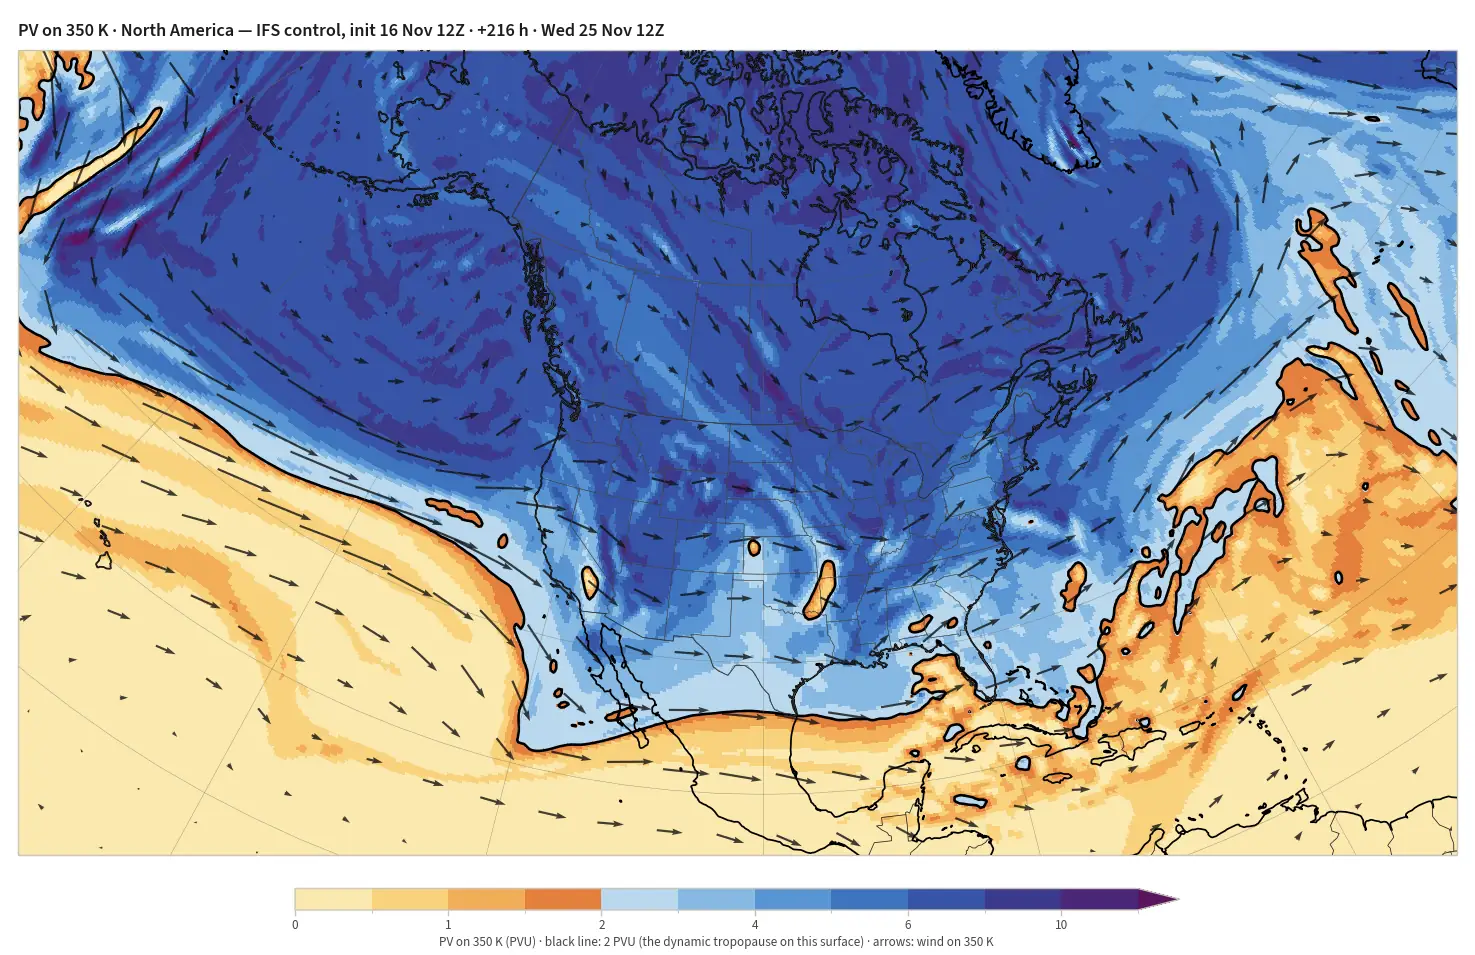 PV on 350 K · North America — IFS control, init 16 Nov 12Z · +216 h · Wed 25 Nov 12Z
0 1 2 4 6 10
PV on 350 K (PVU) · black line: 2 PVU (the dynamic tropopause on this surface) · arrows: wind on 350 K